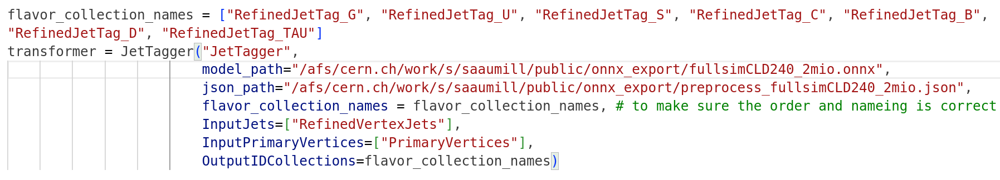 flavor_collection_names = ["RefinedJetTag_G", "RefinedJetTag_U", "RefinedJetTag_S", "RefinedJetTag_C", "RefinedJetTag_B",
"RefinedJetTag_D", "RefinedJetTag_TAU"]
transformer = JetTagger("JetTagger",
model_path="/afs/cern.ch/work/s/saaumill/public/onnx_export/fullsimCLD240_2mio.onnx",
json_path="/afs/cern.ch/work/s/saaumill/public/onnx_export/preprocess_fullsimCLD240_2mio.json",
flavor_collection_names = flavor_collection_names, # to make sure the order and nameing is correct
InputJets=["RefinedVertexJets"],
InputPrimaryVertices=["PrimaryVertices"],
OutputIDCollections=flavor_collection_names)